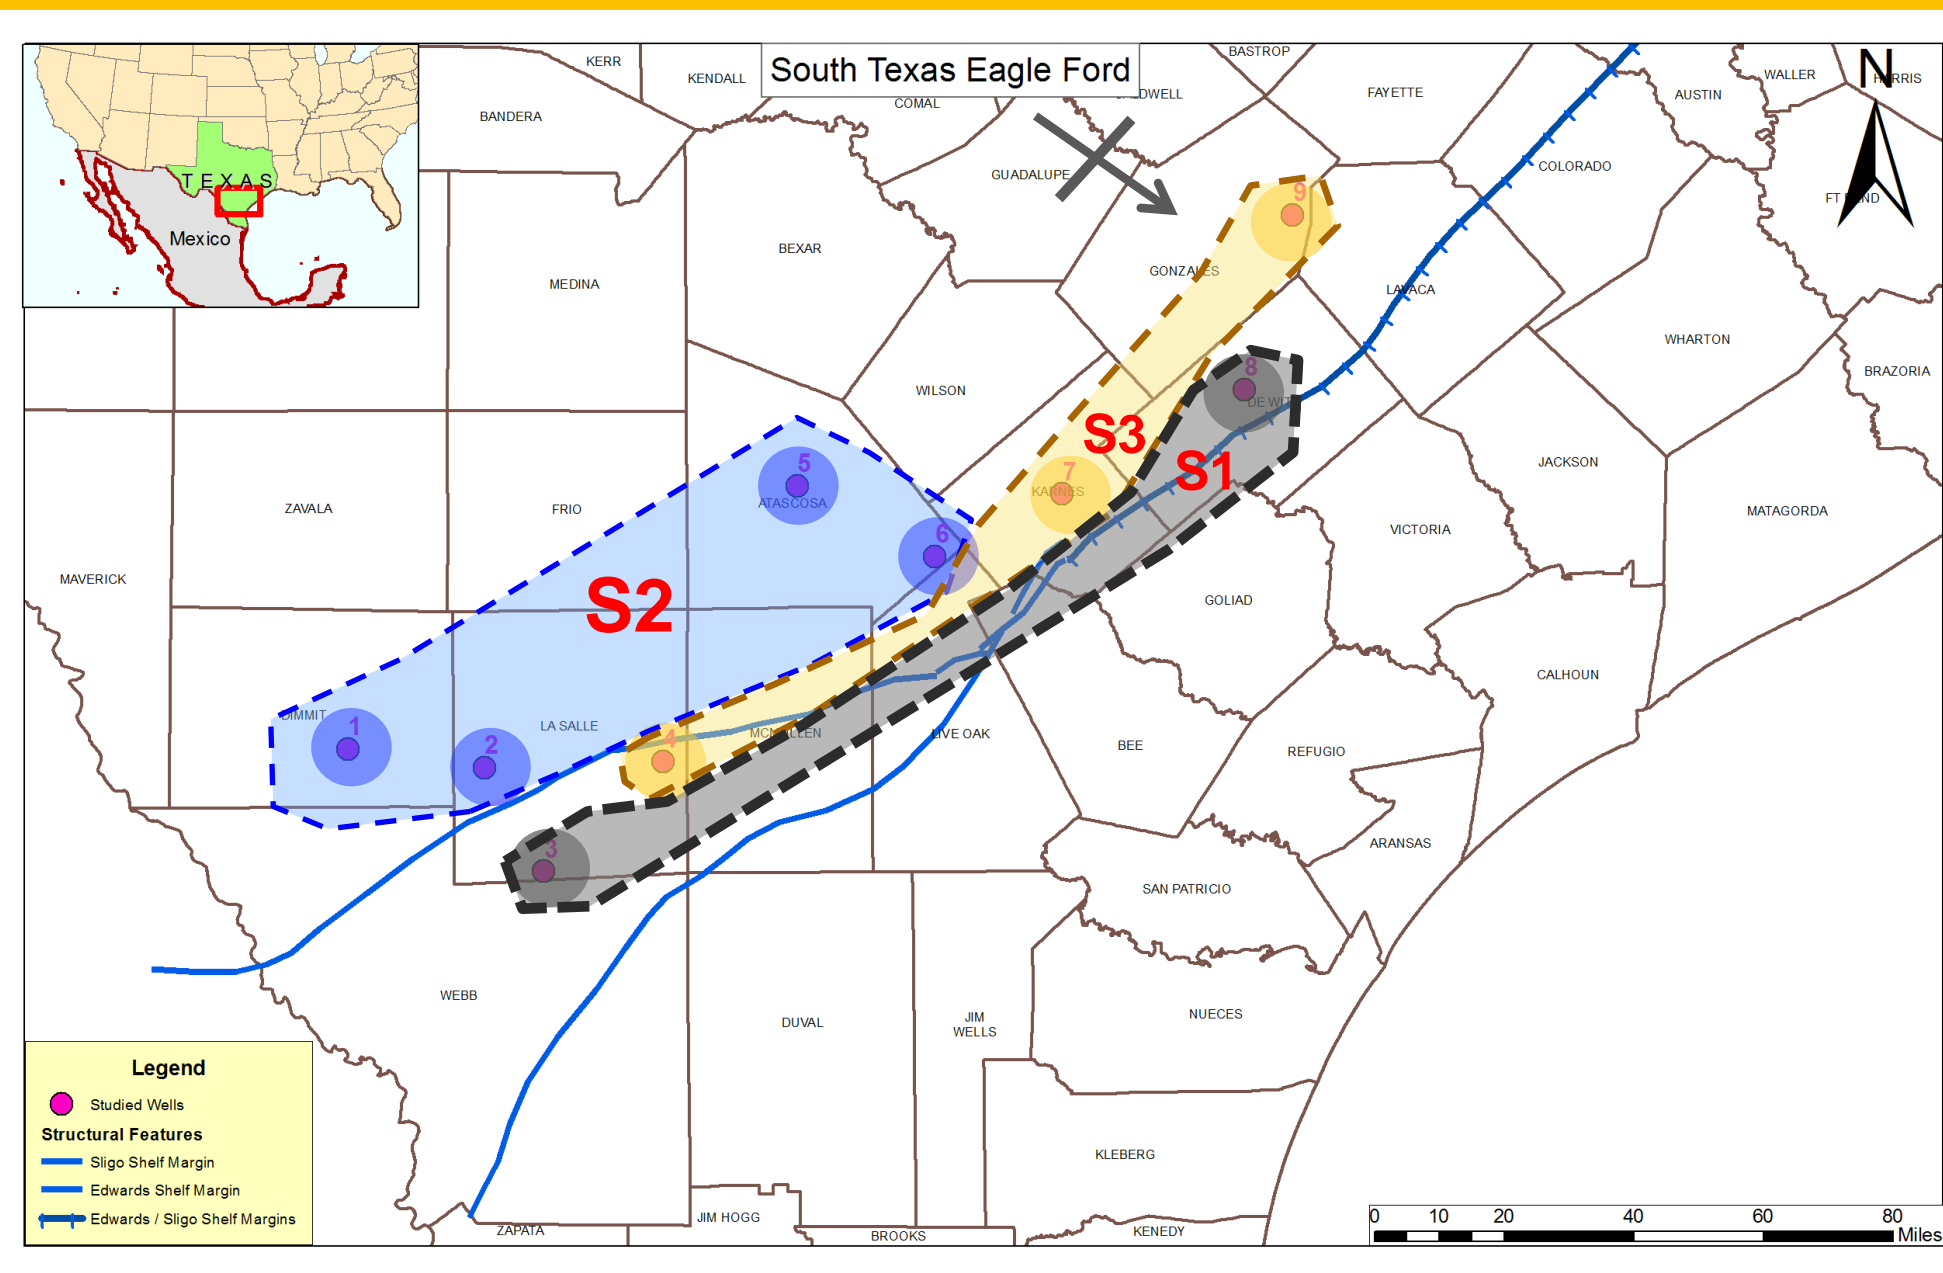 South Texas Eagle Ford
KERR
KENDALL
COMAL
BASTROP
FAYETTE
AUSTIN
WALLER
N
BANDERA
GUADALUPE
COLORADO
TEXAS
Mexico
MEDINA
BEXAR
GONZALES
LAVACA
WHARTON
BRAZORIA
WILSON
DE WIT
9
8
S3
S1
7
KARNES
JACKSON
MATAGORDA
VICTORIA
ZAVALA
FRIO
5
ATASCOSA
6
MAVERICK
S2
GOLIAD
CALHOUN
DIMMIT
1
2
LA SALLE
4
LIVE OAK
BEE
REFUGIO
3
ARANSAS
SAN PATRICIO
WEBB
DUVAL
JIM
WELLS
NUECES
KLEBERG
ZAPATA
JIM HOGG
BROOKS
KENEDY
Legend
Studied Wells
Structural Features
Sligo Shelf Margin
Edwards Shelf Margin
Edwards / Sligo Shelf Margins
0 10 20 40 60 80
Miles